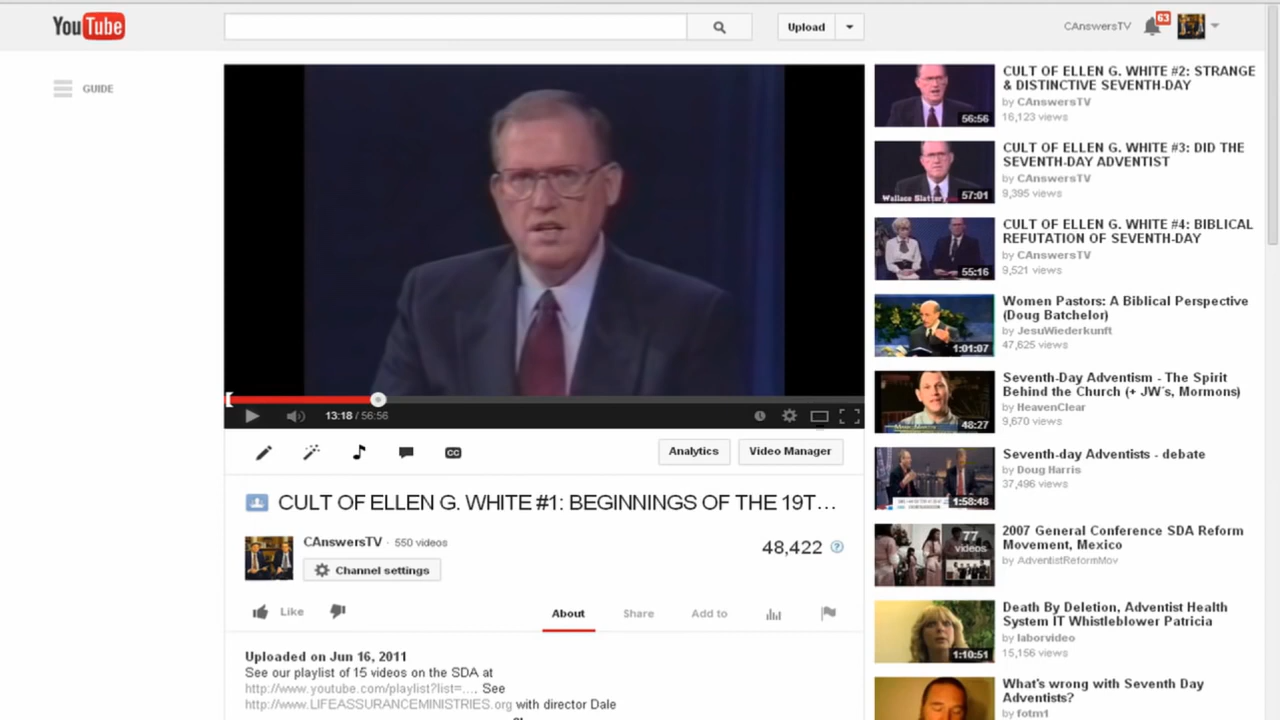 YouTube
Upload
CAnswersTV
63
GUIDE
13:18 / 56:56
CC
Analytics
Video Manager
CULT OF ELLEN G. WHITE #1: BEGINNINGS OF THE 19T...
CAnswersTV · 550 videos
Channel settings
48,422
Like
About
Share
Add to
Uploaded on Jun 16, 2011
See our playlist of 15 videos on the SDA at
http://www.youtube.com/playlist?list=.... See
http://www.LIFEASSURANCEMINISTRIES.org with director Dale
56:56
CULT OF ELLEN G. WHITE #2: STRANGE
& DISTINCTIVE SEVENTH-DAY
by CAnswersTV
16,123 views
Wallace Slattery
57:01
CULT OF ELLEN G. WHITE #3: DID THE
SEVENTH-DAY ADVENTIST
by CAnswersTV
9,395 views
55:16
CULT OF ELLEN G. WHITE #4: BIBLICAL
REFUTATION OF SEVENTH-DAY
by CAnswersTV
9,521 views
1:01:07
Women Pastors: A Biblical Perspective
(Doug Batchelor)
by JesuWiederkunft
47,625 views
48:27
Seventh-Day Adventism - The Spirit
Behind the Church (+ JW´s, Mormons)
by HeavenClear
9,670 views
1:58:48
Seventh-day Adventists - debate
by Doug Harris
37,496 views
77
videos
2007 General Conference SDA Reform
Movement, Mexico
by AdventistReformMov
1:10:51
Death By Deletion, Adventist Health
System IT Whistleblower Patricia
by laborvideo
15,156 views
What's wrong with Seventh Day
Adventists?
by fotm1